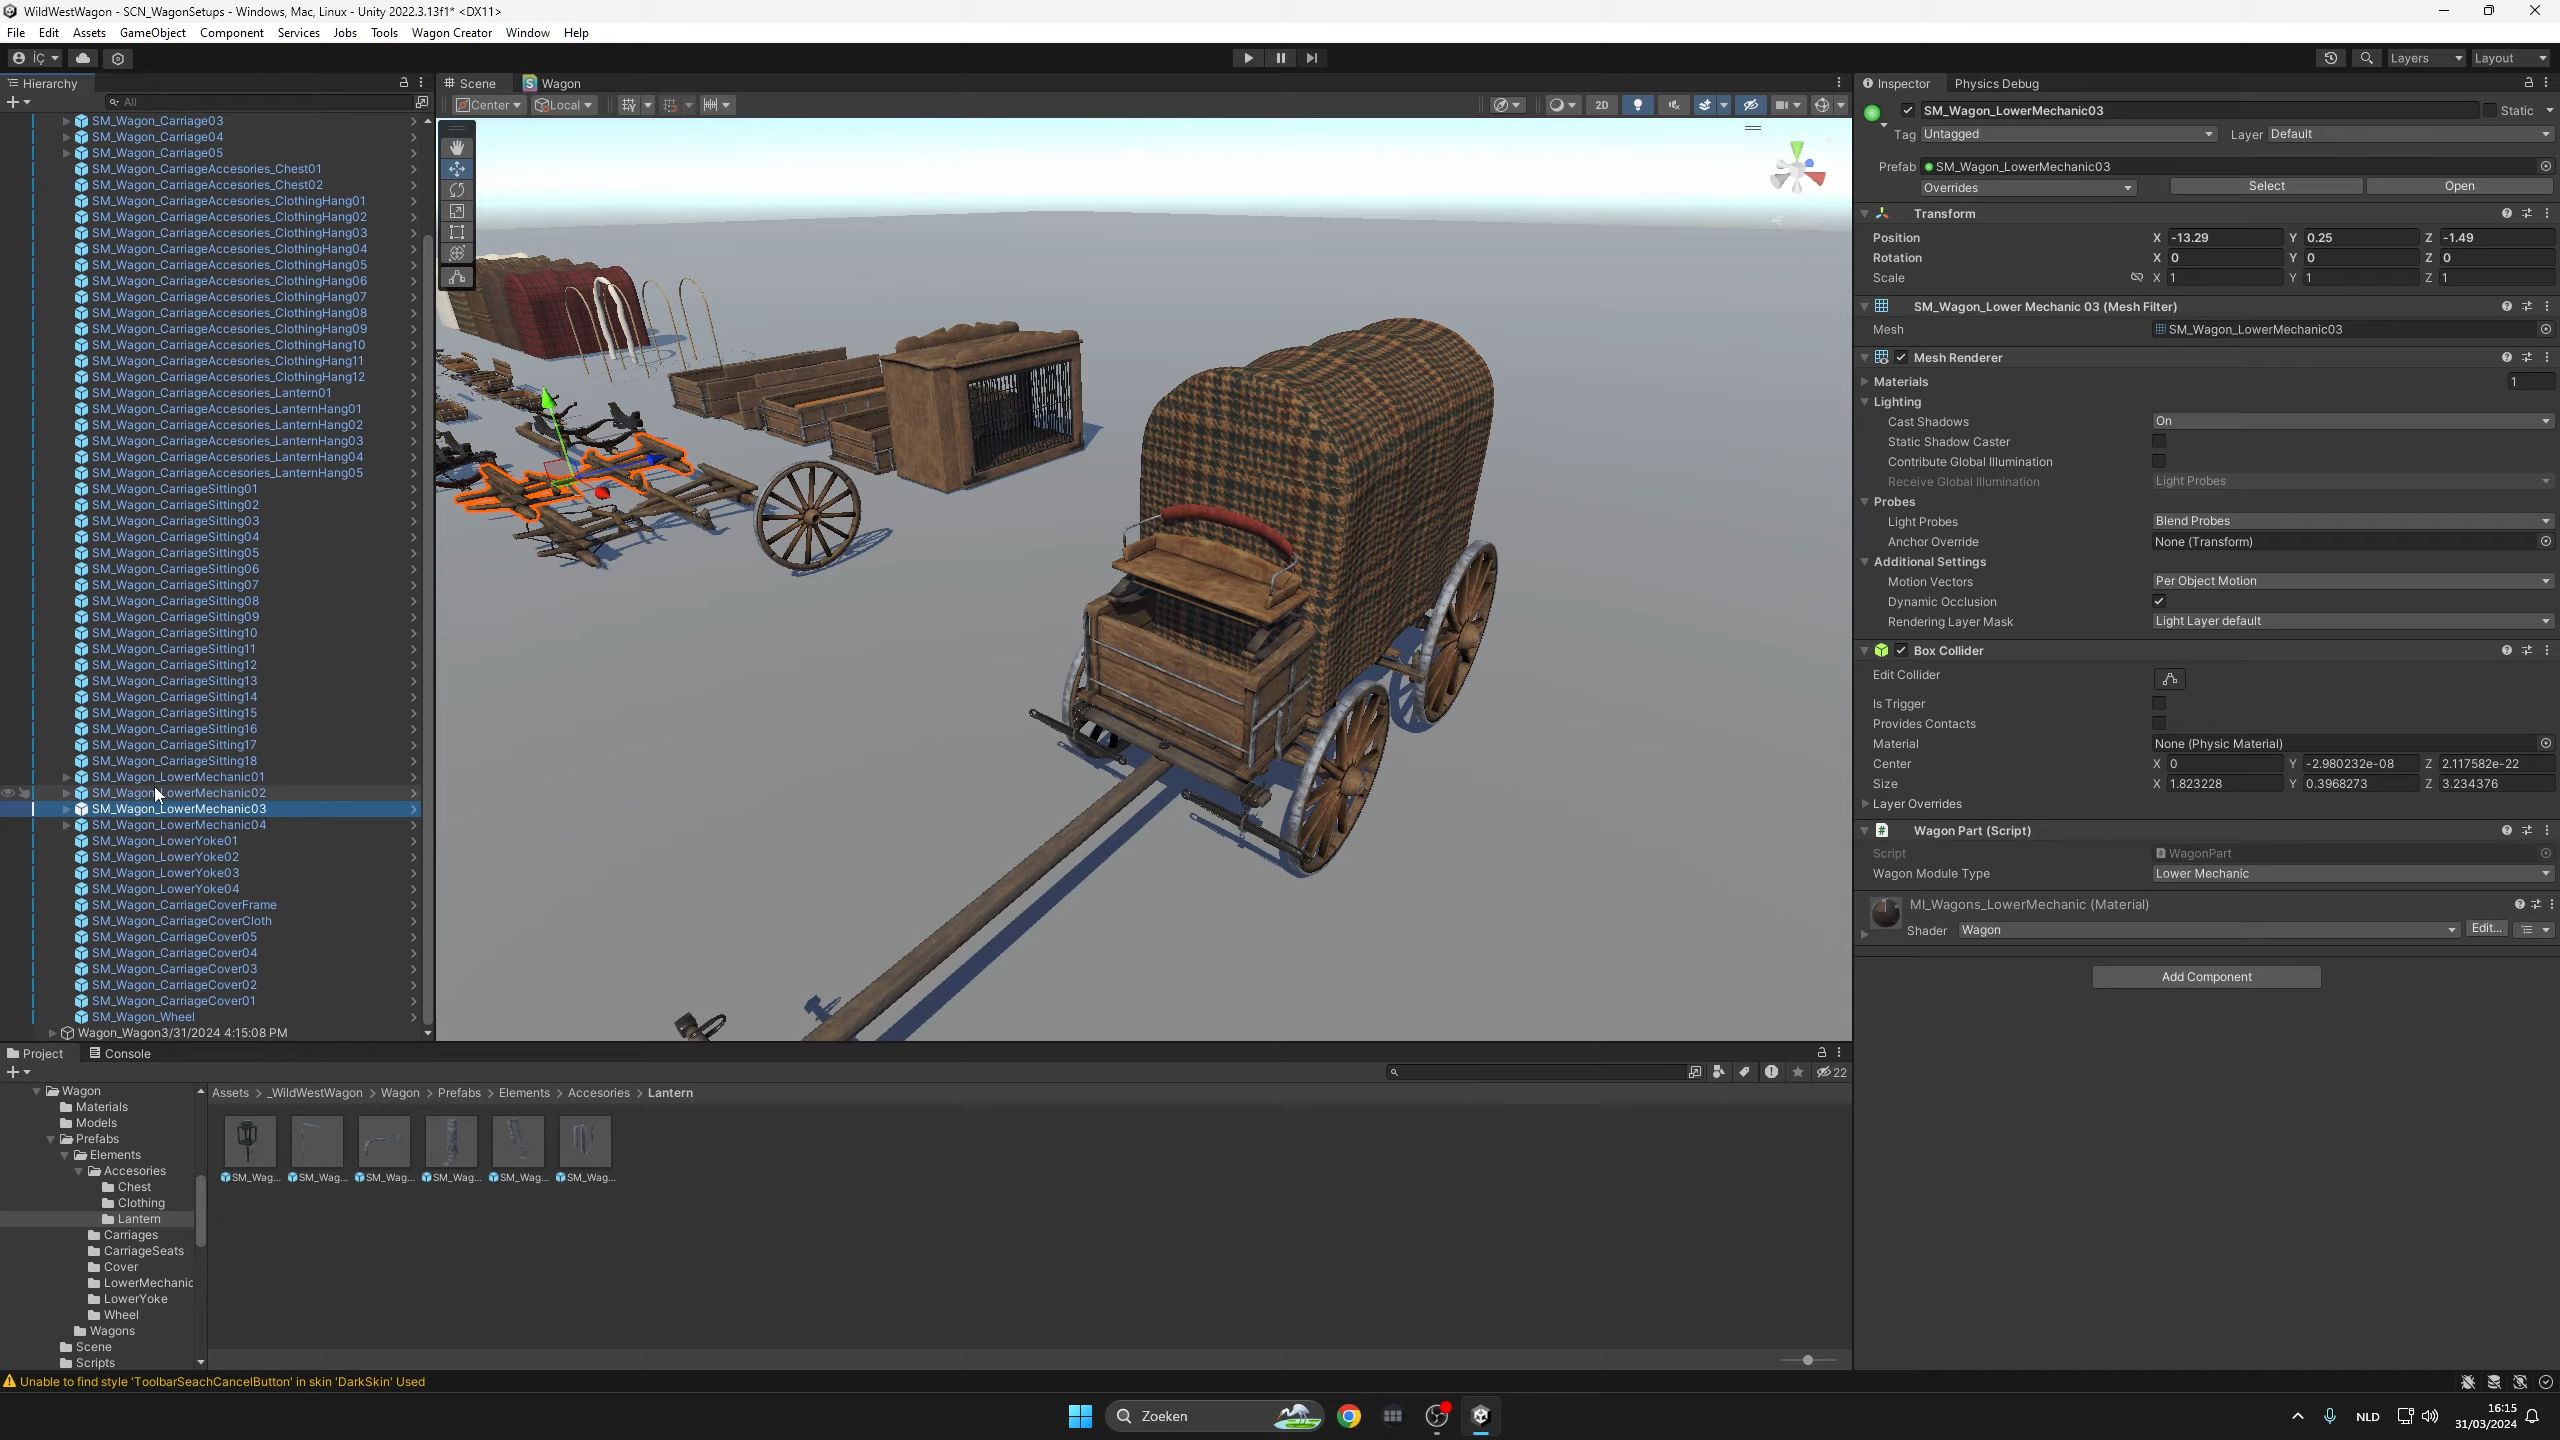 WildWestWagon - SCN_WagonSetups - Windows, Mac, Linux - Unity 2022.3.13f1* <DX11>
File Edit Assets GameObject Component Services Jobs Tools Wagon Creator Window Help
İÇ
Layers
Layout
Hierarchy
All
SM_Wagon_Carriage03
SM_Wagon_Carriage04
SM_Wagon_Carriage05
SM_Wagon_CarriageAccesories_Chest01
SM_Wagon_CarriageAccesories_Chest02
SM_Wagon_CarriageAccesories_ClothingHang01
SM_Wagon_CarriageAccesories_ClothingHang02
SM_Wagon_CarriageAccesories_ClothingHang03
SM_Wagon_CarriageAccesories_ClothingHang04
SM_Wagon_CarriageAccesories_ClothingHang05
SM_Wagon_CarriageAccesories_ClothingHang06
SM_Wagon_CarriageAccesories_ClothingHang07
SM_Wagon_CarriageAccesories_ClothingHang08
SM_Wagon_CarriageAccesories_ClothingHang09
SM_Wagon_CarriageAccesories_ClothingHang10
SM_Wagon_CarriageAccesories_ClothingHang11
SM_Wagon_CarriageAccesories_ClothingHang12
SM_Wagon_CarriageAccesories_Lantern01
SM_Wagon_CarriageAccesories_LanternHang01
SM_Wagon_CarriageAccesories_LanternHang02
SM_Wagon_CarriageAccesories_LanternHang03
SM_Wagon_CarriageAccesories_LanternHang04
SM_Wagon_CarriageAccesories_LanternHang05
SM_Wagon_CarriageSitting01
SM_Wagon_CarriageSitting02
SM_Wagon_CarriageSitting03
SM_Wagon_CarriageSitting04
SM_Wagon_CarriageSitting05
SM_Wagon_CarriageSitting06
SM_Wagon_CarriageSitting07
SM_Wagon_CarriageSitting08
SM_Wagon_CarriageSitting09
SM_Wagon_CarriageSitting10
SM_Wagon_CarriageSitting11
SM_Wagon_CarriageSitting12
SM_Wagon_CarriageSitting13
SM_Wagon_CarriageSitting14
SM_Wagon_CarriageSitting15
SM_Wagon_CarriageSitting16
SM_Wagon_CarriageSitting17
SM_Wagon_CarriageSitting18
SM_Wagon_LowerMechanic01
SM_Wagon_LowerMechanic02
SM_Wagon_LowerMechanic03
SM_Wagon_LowerMechanic04
SM_Wagon_LowerYoke01
SM_Wagon_LowerYoke02
SM_Wagon_LowerYoke03
SM_Wagon_LowerYoke04
SM_Wagon_CarriageCoverFrame
SM_Wagon_CarriageCoverCloth
SM_Wagon_CarriageCover05
SM_Wagon_CarriageCover04
SM_Wagon_CarriageCover03
SM_Wagon_CarriageCover02
SM_Wagon_CarriageCover01
SM_Wagon_Wheel
Wagon_Wagon3/31/2024 4:15:08 PM
Scene Wagon
Center Local
2D
Inspector Physics Debug
SM_Wagon_LowerMechanic03 Static
Tag Untagged Layer Default
Prefab SM_Wagon_LowerMechanic03
Overrides Select Open
Transform
Position X -13.29 Y 0.25 Z -1.49
Rotation X 0 Y 0 Z 0
Scale X 1 Y 1 Z 1
SM_Wagon_Lower Mechanic 03 (Mesh Filter)
Mesh SM_Wagon_LowerMechanic03
Mesh Renderer
Materials 1
Lighting
Cast Shadows On
Static Shadow Caster
Contribute Global Illumination
Receive Global Illumination Light Probes
Probes
Light Probes Blend Probes
Anchor Override None (Transform)
Additional Settings
Motion Vectors Per Object Motion
Dynamic Occlusion
Rendering Layer Mask Light Layer default
Box Collider
Edit Collider
Is Trigger
Provides Contacts
Material None (Physic Material)
Center X 0 Y -2.980232e-08 Z 2.117582e-22
Size X 1.823228 Y 0.3968273 Z 3.234376
Layer Overrides
Wagon Part (Script)
Script WagonPart
Wagon Module Type Lower Mechanic
MI_Wagons_LowerMechanic (Material)
Shader Wagon Edit...
Add Component
Project Console
22
Wagon
Materials
Models
Prefabs
Elements
Accesories
Chest
Clothing
Lantern
Carriages
CarriageSeats
Cover
LowerMechanic
LowerYoke
Wheel
Wagons
Scene
Scripts
Assets > _WildWestWagon > Wagon > Prefabs > Elements > Accesories > Lantern
SM_Wag... SM_Wag... SM_Wag... SM_Wag... SM_Wag... SM_Wag...
Unable to find style 'ToolbarSeachCancelButton' in skin 'DarkSkin' Used
Zoeken
NLD
16:15
31/03/2024